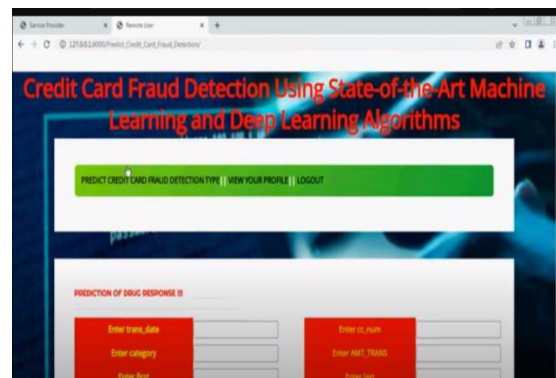 Service Provider
Remote User
127.0.0.1:8000/Predict_Credit_Card_Fraud_Detection/
Credit Card Fraud Detection Using State-of-the-Art Machine
Learning and Deep Learning Algorithms
PREDICT CREDIT CARD FRAUD DETECTION TYPE || VIEW YOUR PROFILE || LOGOUT
PREDICTION OF DRUG RESPONSE !!!
Enter trans_date
Enter cc_num
Enter category
Enter AMT_TRANS
Enter first
Enter last